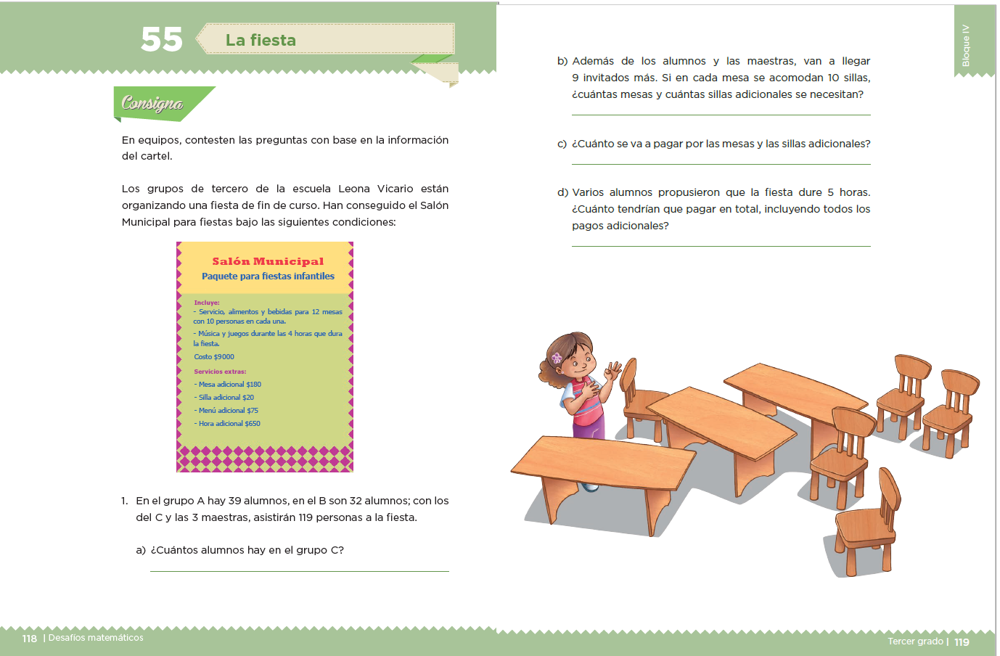 55
La fiesta
Consigna
En equipos, contesten las preguntas con base en la información
del cartel.
Los grupos de tercero de la escuela Leona Vicario están
organizando una fiesta de fin de curso. Han conseguido el Salón
Municipal para fiestas bajo las siguientes condiciones:
Salón Municipal
Paquete para fiestas infantiles
Incluye:
- Servicio, alimentos y bebidas para 12 mesas
con 10 personas en cada una.
- Música y juegos durante las 4 horas que dura
la fiesta.
Costo $9000
Servicios extras:
- Mesa adicional $180
- Silla adicional $20
- Menú adicional $75
- Hora adicional $650
1. En el grupo A hay 39 alumnos, en el B son 32 alumnos; con los
del C y las 3 maestras, asistirán 119 personas a la fiesta.
a) ¿Cuántos alumnos hay en el grupo C?
118 | Desafíos matemáticos
Bloque IV
b) Además de los alumnos y las maestras, van a llegar
9 invitados más. Si en cada mesa se acomodan 10 sillas,
¿cuántas mesas y cuántas sillas adicionales se necesitan?
c) ¿Cuánto se va a pagar por las mesas y las sillas adicionales?
d) Varios alumnos propusieron que la fiesta dure 5 horas.
¿Cuánto tendrían que pagar en total, incluyendo todos los
pagos adicionales?
Tercer grado | 119